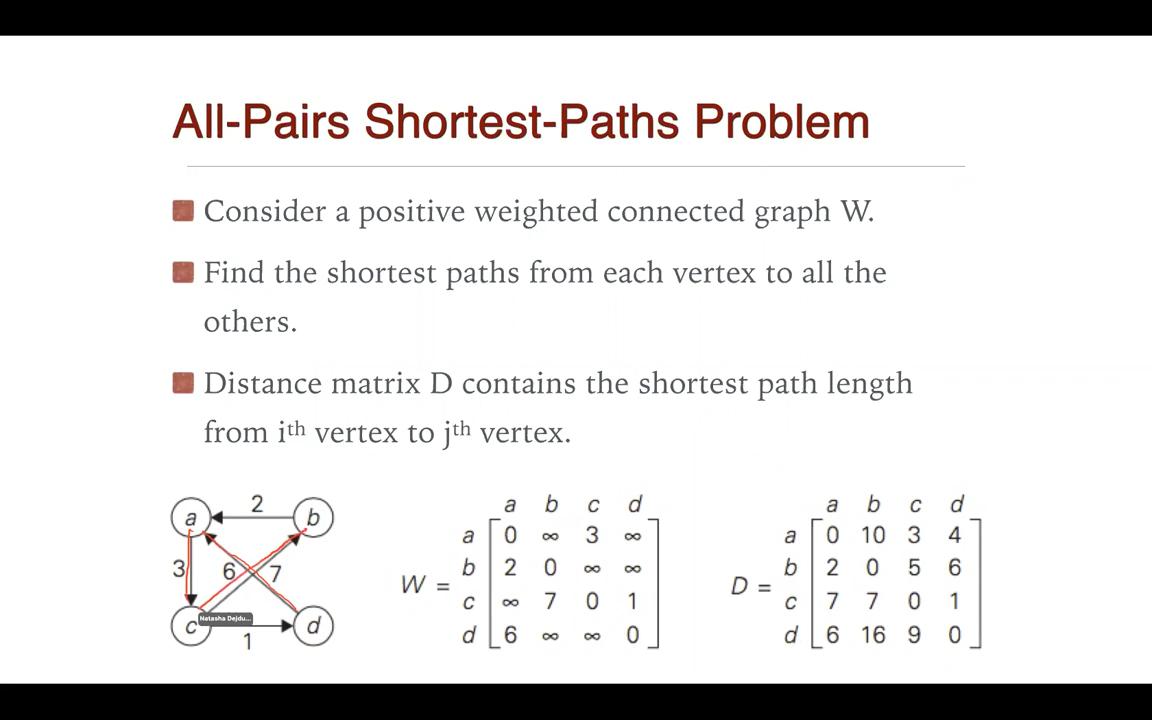 All-Pairs Shortest-Paths Problem
Consider a positive weighted connected graph W.
Find the shortest paths from each vertex to all the
others.
Distance matrix D contains the shortest path length
from iᵗʰ vertex to jᵗʰ vertex.
a 2 b
3 6 7
c Natasha Dejdu... d
1
a b c d
a 0 ∞ 3 ∞
b 2 0 ∞ ∞
W =
c ∞ 7 0 1
d 6 ∞ ∞ 0
a b c d
a 0 10 3 4
b 2 0 5 6
D =
c 7 7 0 1
d 6 16 9 0